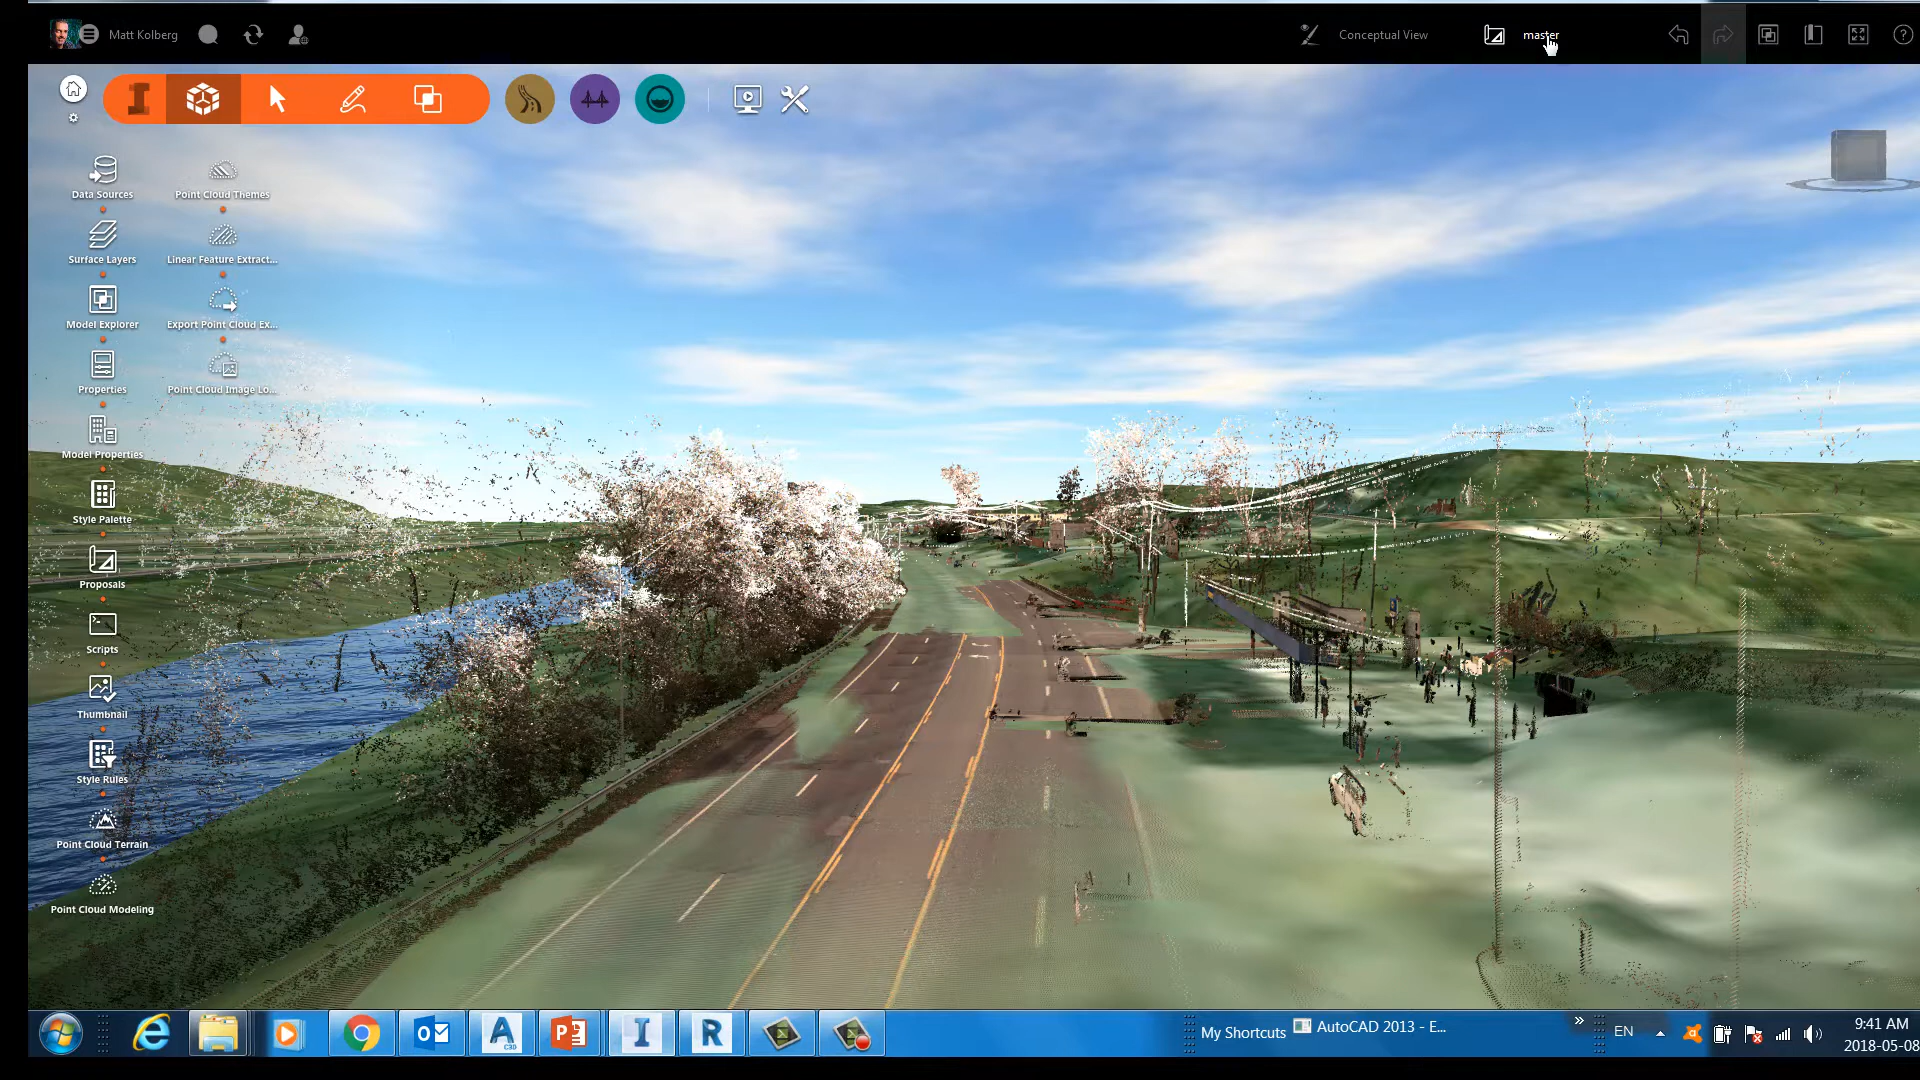 Matt Kolberg
Conceptual View
master
Data Sources
Point Cloud Themes
Surface Layers
Linear Feature Extract...
Model Explorer
Export Point Cloud Ex...
Properties
Point Cloud Image Lo...
Model Properties
Style Palette
Proposals
Scripts
Thumbnail
Style Rules
Point Cloud Terrain
Point Cloud Modeling
A
C3D
I
R
My Shortcuts
AutoCAD 2013 - E...
»
EN
9:41 AM
2018-05-08